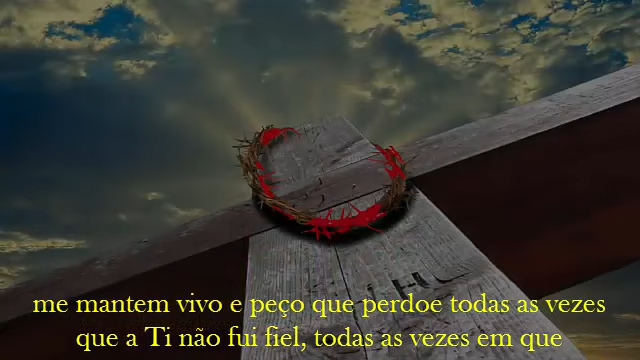 me mantem vivo e peço que perdoe todas as vezes
que a Ti não fui fiel, todas as vezes em que